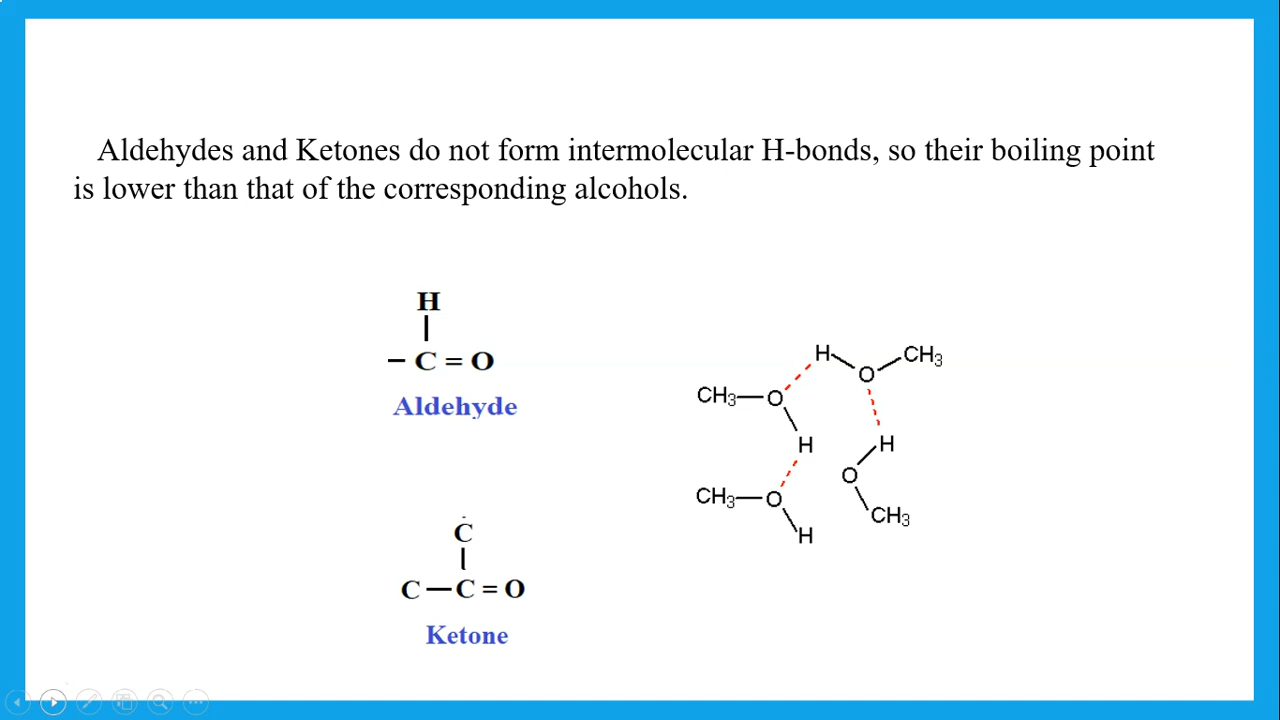 Aldehydes and Ketones do not form intermolecular H-bonds, so their boiling point
is lower than that of the corresponding alcohols.
H
– C = O
Aldehyde
C
C — C = O
Ketone
H O CH₃
CH₃ O
H H
O
CH₃ O
CH₃
H